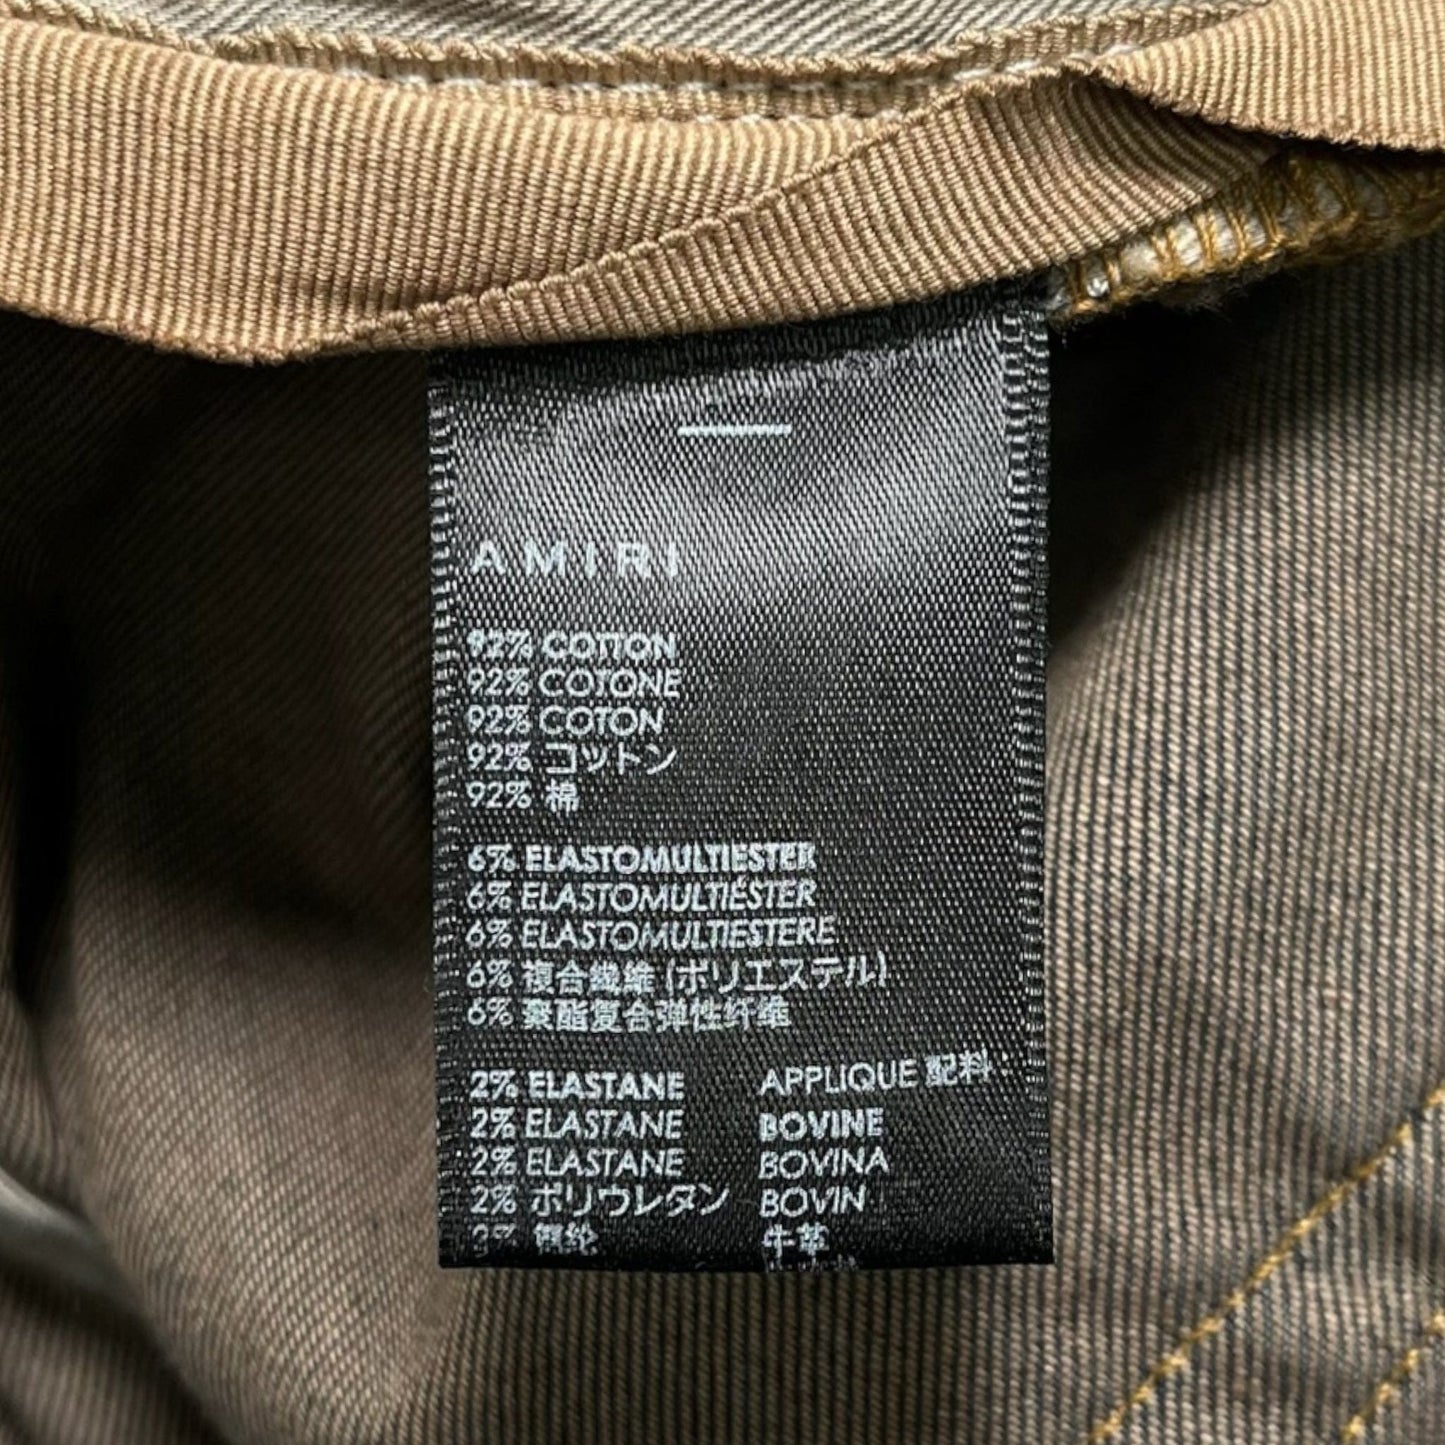 AMIRI
92% COTTON
92% COTONE
92% COTON
92% コットン
92% 棉
6% ELASTOMULTIESTER
6% ELASTOMULTIÉSTER
6% ELASTOMULTIESTERE
6% 複合繊維 (ポリエステル)
6% 聚酯复合弹性纤维
2% ELASTANE
2% ELASTANE
2% ELASTANE
2% ポリウレタン
APPLIQUE 配料
BOVINE
BOVINA
BOVIN
牛革